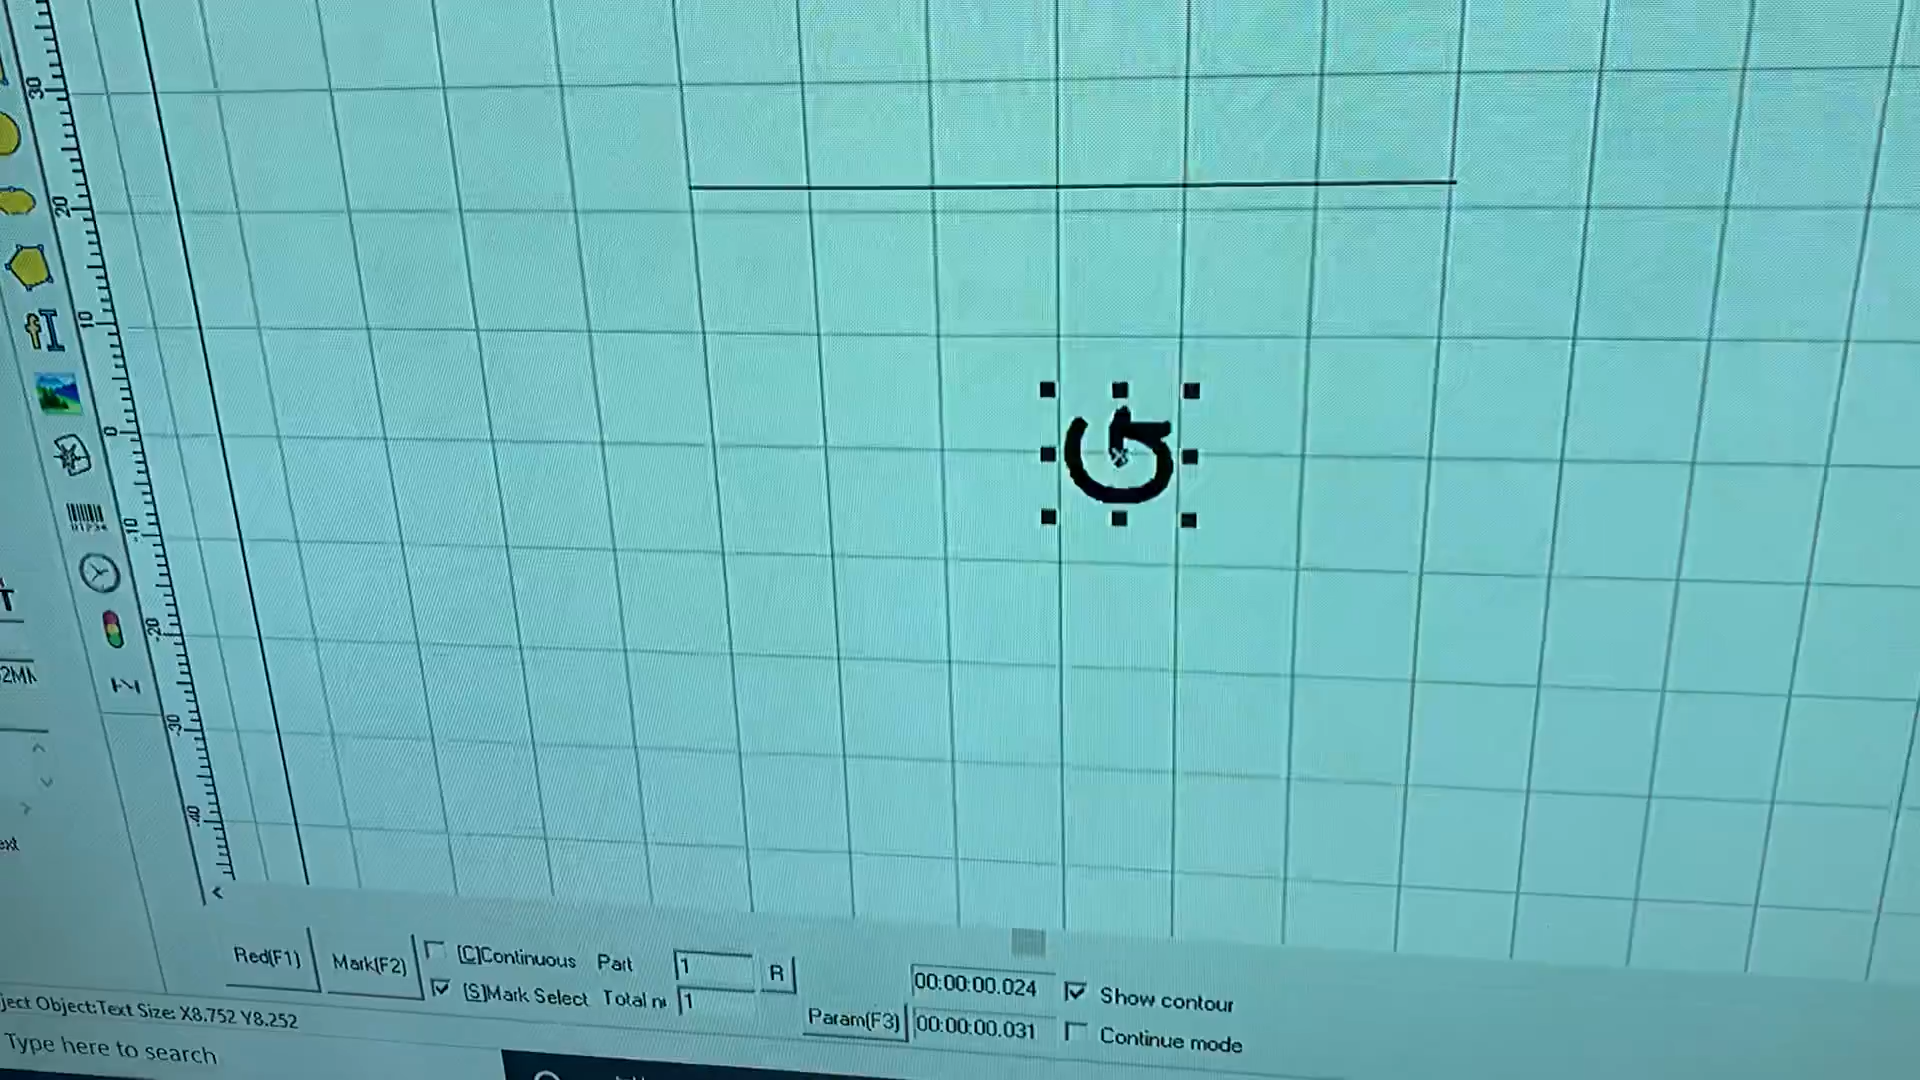 30
20
10
0
-10
-20
-30
-40
G
Red(F1)
Mark(F2)
[C]Continuous
Part
1
R
[S]Mark Select
Total nu
1
00:00:00.024
Show contour
Param(F3)
00:00:00.031
Continue mode
ject Object:Text Size: X8.752 Y8.252
Type here to search